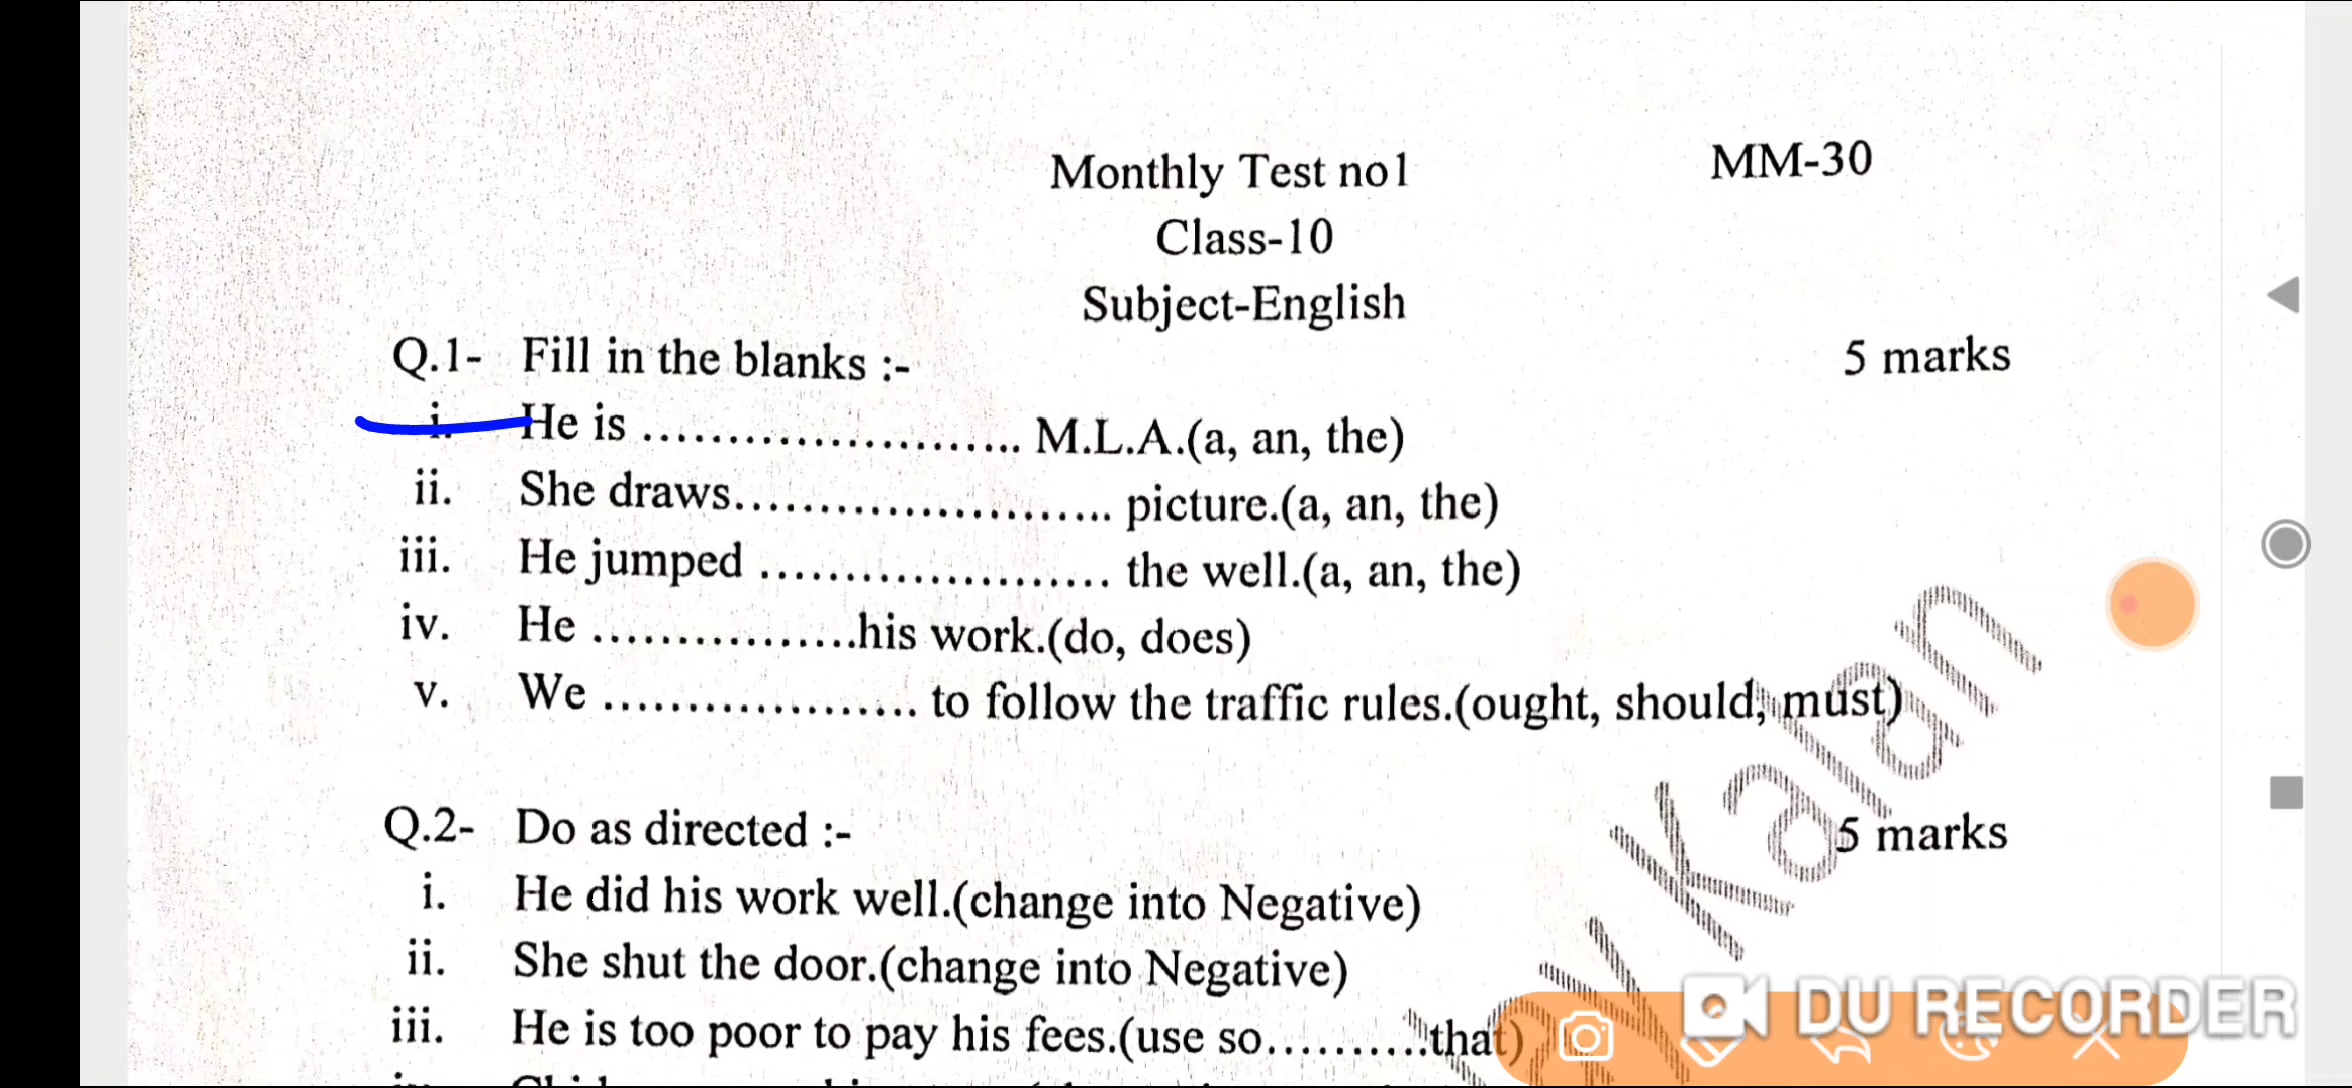 Monthly Test no1 MM-30
Class-10
Subject-English
Q.1- Fill in the blanks :- 5 marks
i. He is ........................... M.L.A.(a, an, the)
ii. She draws........................... picture.(a, an, the)
iii. He jumped ......................... the well.(a, an, the)
iv. He ...................his work.(do, does)
v. We ...................... to follow the traffic rules.(ought, should, must)
Q.2- Do as directed :- 5 marks
i. He did his work well.(change into Negative)
ii. She shut the door.(change into Negative)
iii. He is too poor to pay his fees.(use so...........that)
Kalan
DU RECORDER